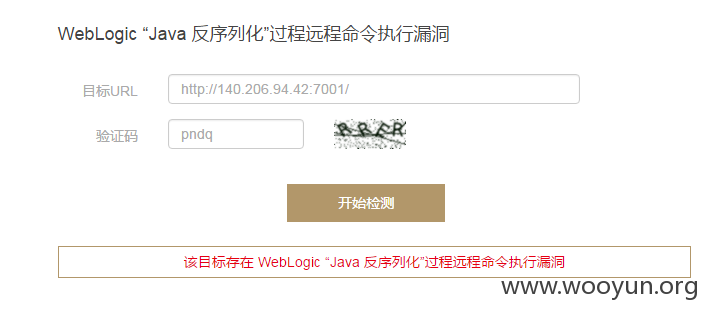 WebLogic “Java 反序列化”过程远程命令执行漏洞
目标URL http://140.206.94.42:7001/
验证码 pndq RRFR
开始检测
该目标存在 WebLogic “Java 反序列化”过程远程命令执行漏洞
www.wooyun.org